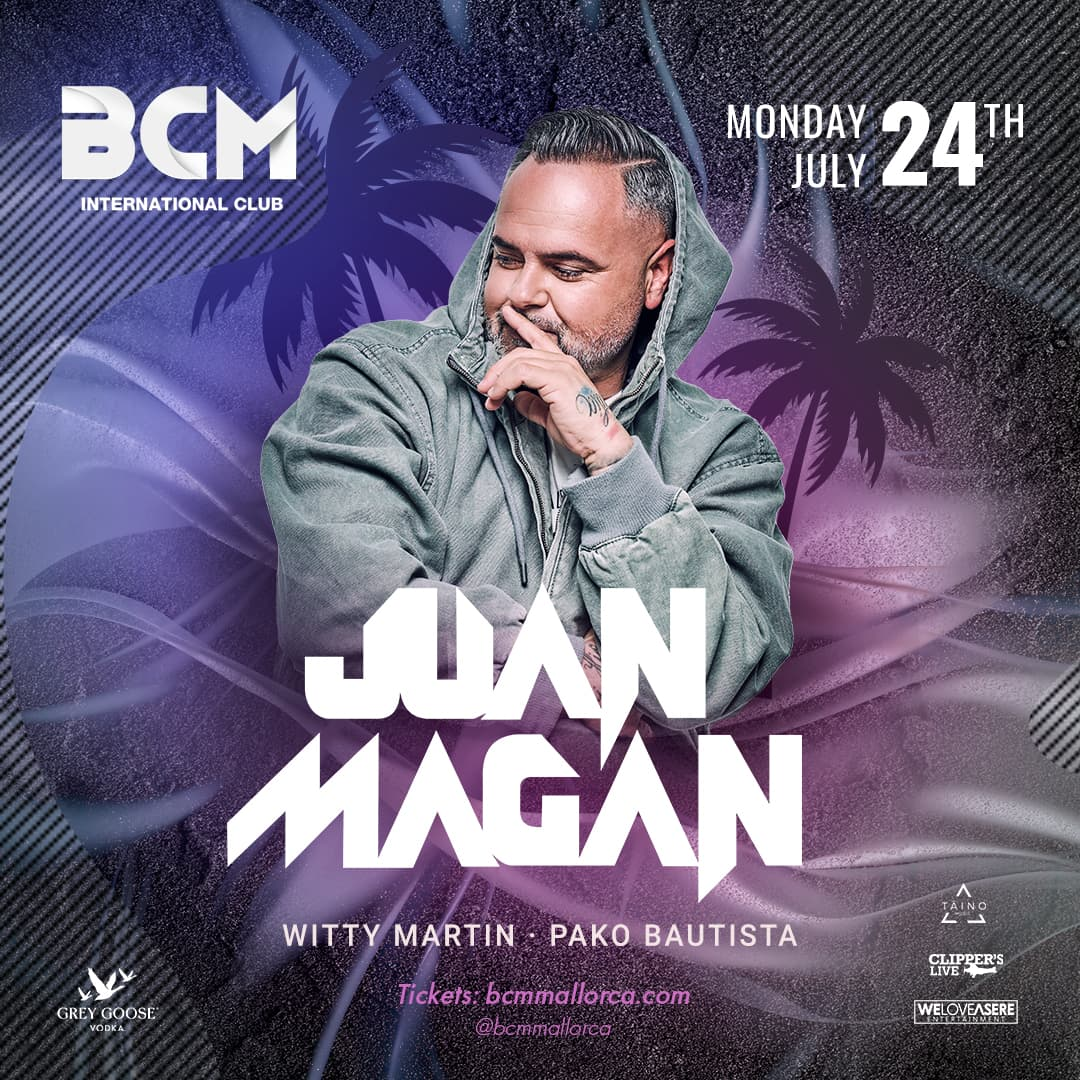 BCM
INTERNATIONAL CLUB
MONDAY
JULY
24TH
JUAN
MAGAN
WITTY MARTIN · PAKO BAUTISTA
Tickets: bcmmallorca.com
@bcmmallorca
GREY GOOSE
VODKA
TAINO
CLIPPER'S
LIVE
WELOVEASERE
ENTERTAINMENT